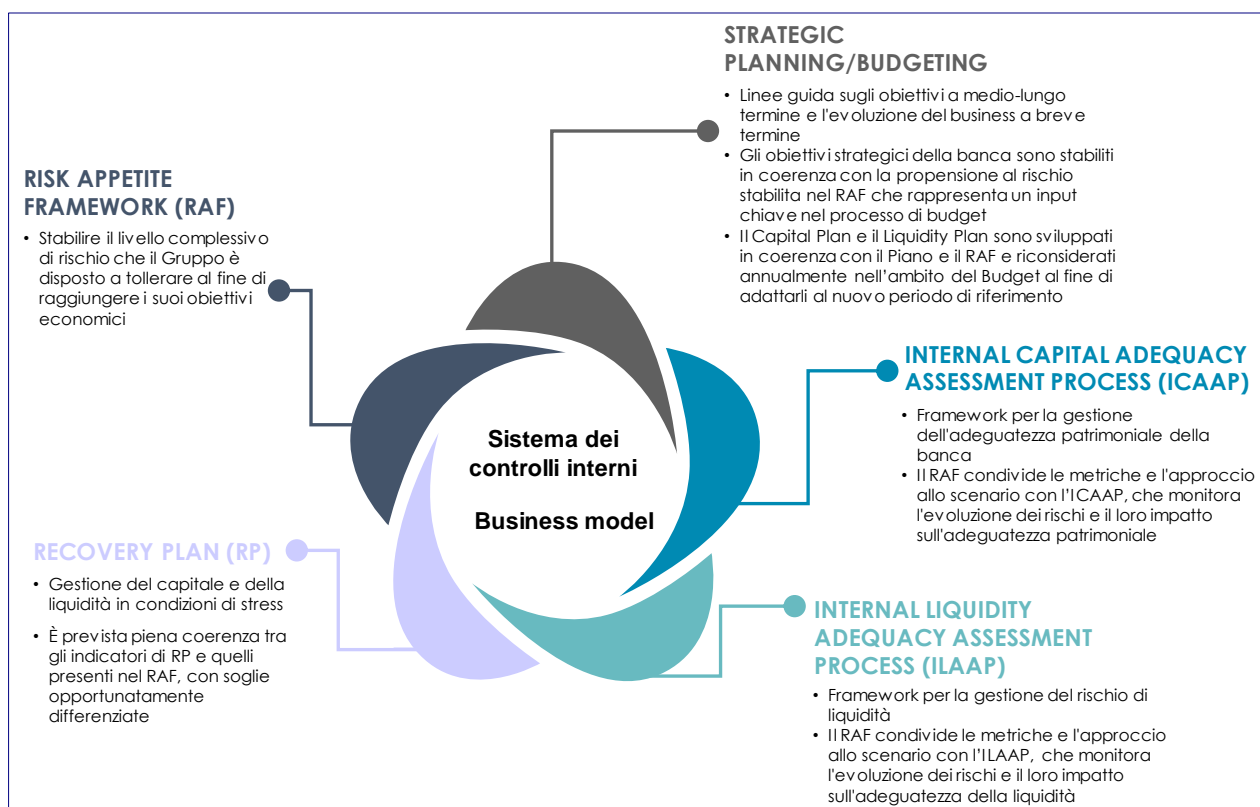 STRATEGIC
PLANNING/BUDGETING
• Linee guida sugli obiettivi a medio-lungo
termine e l'evoluzione del business a breve
termine
• Gli obiettivi strategici della banca sono stabiliti
in coerenza con la propensione al rischio
stabilita nel RAF che rappresenta un input
chiave nel processo di budget
• Il Capital Plan e il Liquidity Plan sono sviluppati
in coerenza con il Piano e il RAF e riconsiderati
annualmente nell'ambito del Budget al fine di
adattarli al nuovo periodo di riferimento
RISK APPETITE
FRAMEWORK (RAF)
• Stabilire il livello complessivo
di rischio che il Gruppo è
disposto a tollerare al fine di
raggiungere i suoi obiettivi
economici
INTERNAL CAPITAL ADEQUACY
ASSESSMENT PROCESS (ICAAP)
• Framework per la gestione
dell'adeguatezza patrimoniale della
banca
• Il RAF condivide le metriche e l'approccio
allo scenario con l'ICAAP, che monitora
l'evoluzione dei rischi e il loro impatto
sull'adeguatezza patrimoniale
Sistema dei
controlli interni
Business model
RECOVERY PLAN (RP)
• Gestione del capitale e della
liquidità in condizioni di stress
• È prevista piena coerenza tra
gli indicatori di RP e quelli
presenti nel RAF, con soglie
opportunatamente
differenziate
INTERNAL LIQUIDITY
ADEQUACY ASSESSMENT
PROCESS (ILAAP)
• Framework per la gestione del rischio di
liquidità
• Il RAF condivide le metriche e l'approccio
allo scenario con l'ILAAP, che monitora
l'evoluzione dei rischi e il loro impatto
sull'adeguatezza della liquidità